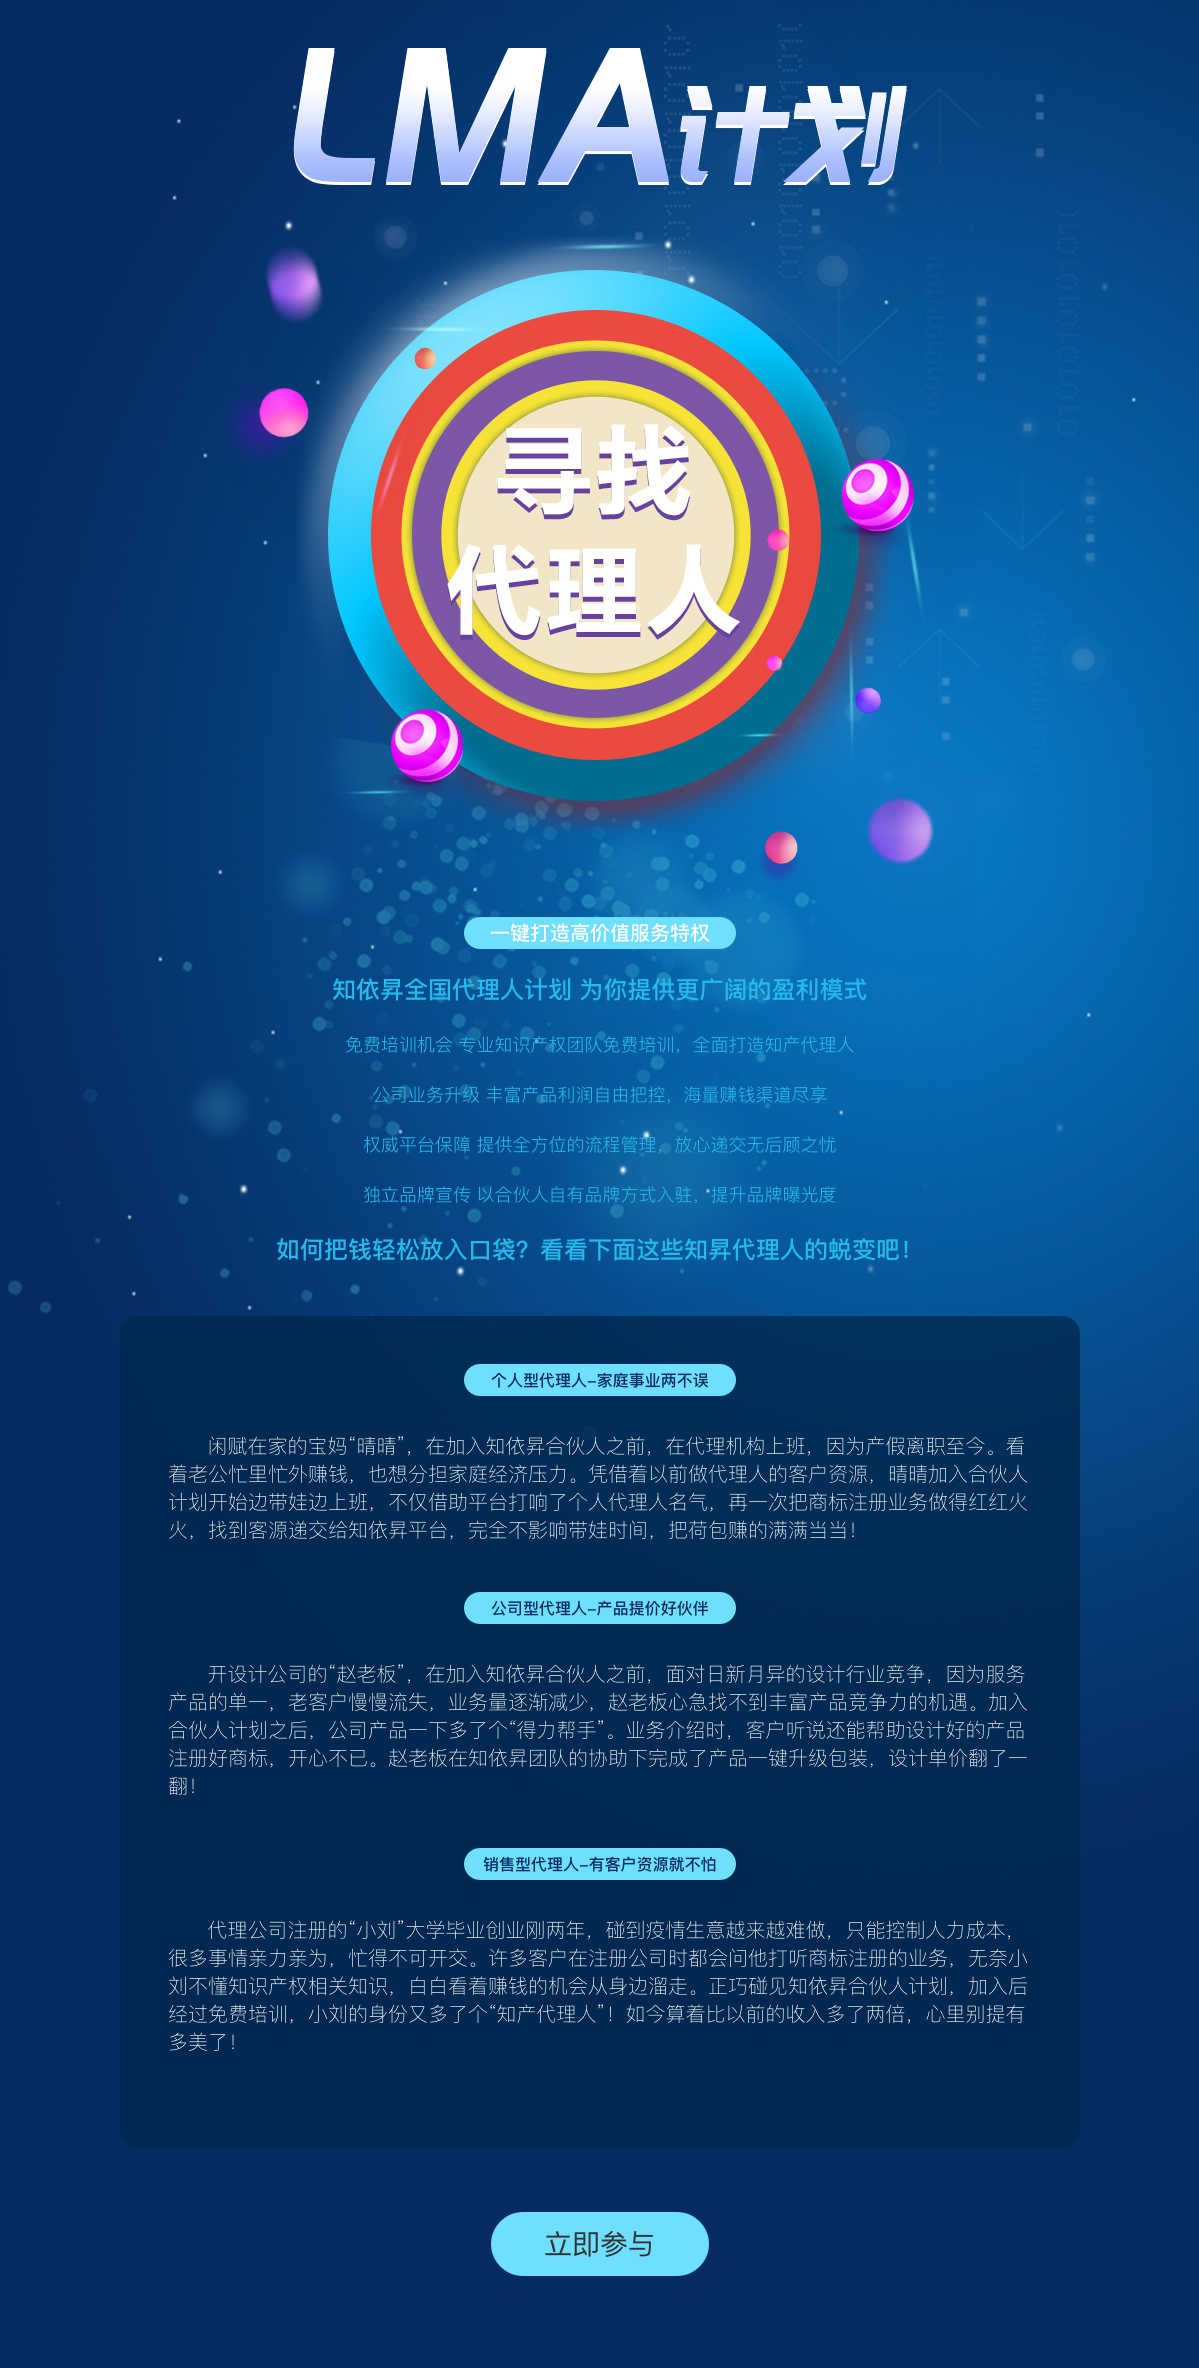 LMA计划
寻找
代理人
一键打造高价值服务特权
知依昇全国代理人计划 为你提供更广阔的盈利模式
免费培训机会 专业知识产权团队免费培训，全面打造知产代理人
公司业务升级 丰富产品利润自由把控，海量赚钱渠道尽享
权威平台保障 提供全方位的流程管理，放心递交无后顾之忧
独立品牌宣传 以合伙人自有品牌方式入驻，提升品牌曝光度
如何把钱轻松放入口袋？看看下面这些知昇代理人的蜕变吧！
个人型代理人-家庭事业两不误
闲赋在家的宝妈“晴晴”，在加入知依昇合伙人之前，在代理机构上班，因为产假离职至今。看
着老公忙里忙外赚钱，也想分担家庭经济压力。凭借着以前做代理人的客户资源，晴晴加入合伙人
计划开始边带娃边上班，不仅借助平台打响了个人代理人名气，再一次把商标注册业务做得红红火
火，找到客源递交给知依昇平台，完全不影响带娃时间，把荷包赚的满满当当！
公司型代理人-产品提价好伙伴
开设计公司的“赵老板”，在加入知依昇合伙人之前，面对日新月异的设计行业竞争，因为服务
产品的单一，老客户慢慢流失，业务量逐渐减少，赵老板心急找不到丰富产品竞争力的机遇。加入
合伙人计划之后，公司产品一下多了个“得力帮手”。业务介绍时，客户听说还能帮助设计好的产品
注册好商标，开心不已。赵老板在知依昇团队的协助下完成了产品一键升级包装，设计单价翻了一
翻！
销售型代理人-有客户资源就不怕
代理公司注册的“小刘”大学毕业创业刚两年，碰到疫情生意越来越难做，只能控制人力成本，
很多事情亲力亲为，忙得不可开交。许多客户在注册公司时都会问他打听商标注册的业务，无奈小
刘不懂知识产权相关知识，白白看着赚钱的机会从身边溜走。正巧碰见知依昇合伙人计划，加入后
经过免费培训，小刘的身份又多了个“知产代理人”！如今算着比以前的收入多了两倍，心里别提有
多美了！
立即参与